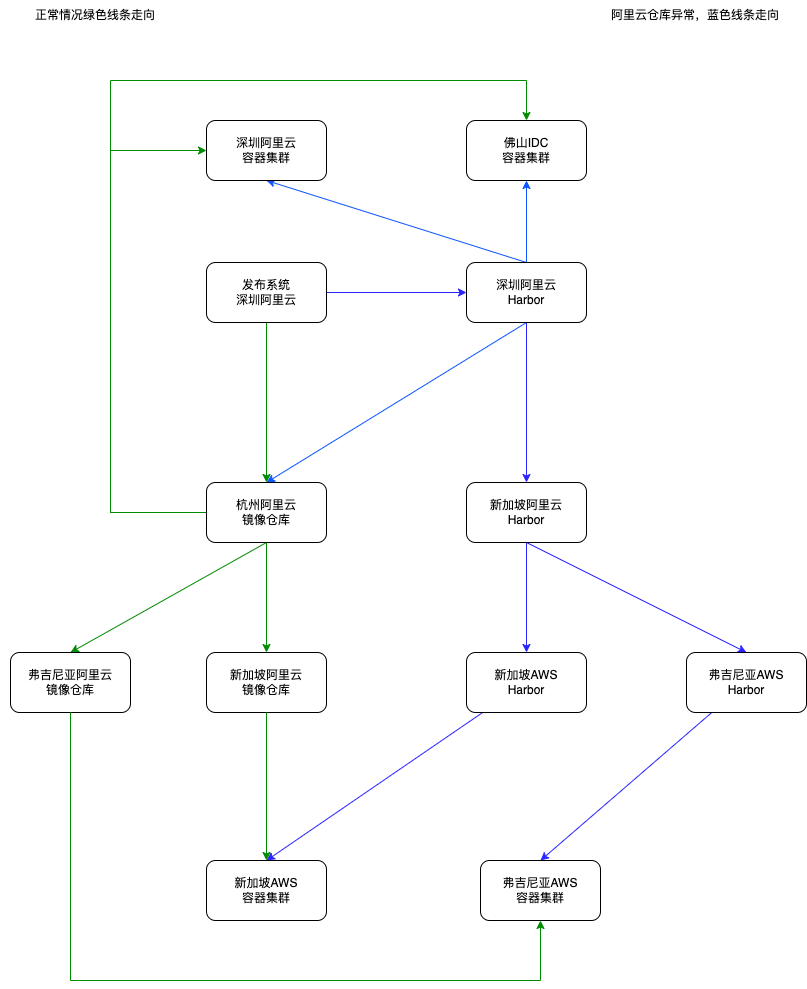 正常情况绿色线条走向
阿里云仓库异常，蓝色线条走向
深圳阿里云
容器集群
佛山IDC
容器集群
发布系统
深圳阿里云
深圳阿里云
Harbor
杭州阿里云
镜像仓库
新加坡阿里云
Harbor
弗吉尼亚阿里云
镜像仓库
新加坡阿里云
镜像仓库
新加坡AWS
Harbor
弗吉尼亚AWS
Harbor
新加坡AWS
容器集群
弗吉尼亚AWS
容器集群